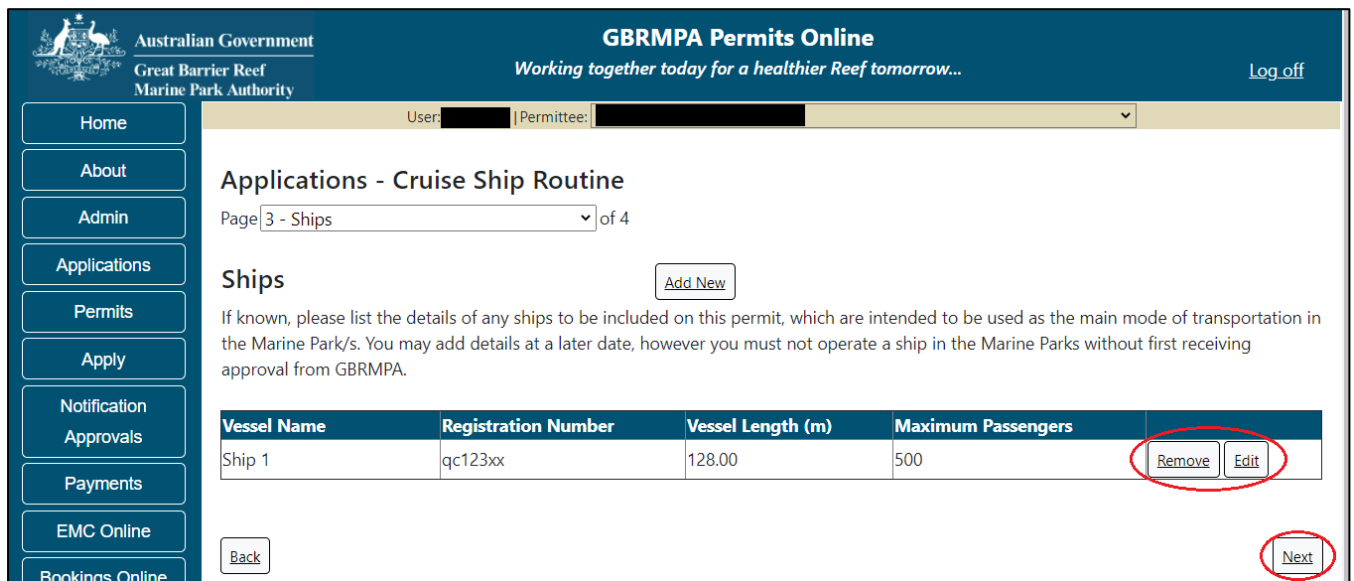 Australian Government
Great Barrier Reef
Marine Park Authority
GBRMPA Permits Online
Working together today for a healthier Reef tomorrow...
Log off
User: | Permittee:
Home
About
Admin
Applications
Permits
Apply
Notification
Approvals
Payments
EMC Online
Bookings Online
Applications - Cruise Ship Routine
Page 3 - Ships of 4
Ships Add New
If known, please list the details of any ships to be included on this permit, which are intended to be used as the main mode of transportation in
the Marine Park/s. You may add details at a later date, however you must not operate a ship in the Marine Parks without first receiving
approval from GBRMPA.
Vessel Name Registration Number Vessel Length (m) Maximum Passengers
Ship 1 qc123xx 128.00 500 Remove Edit
Back Next